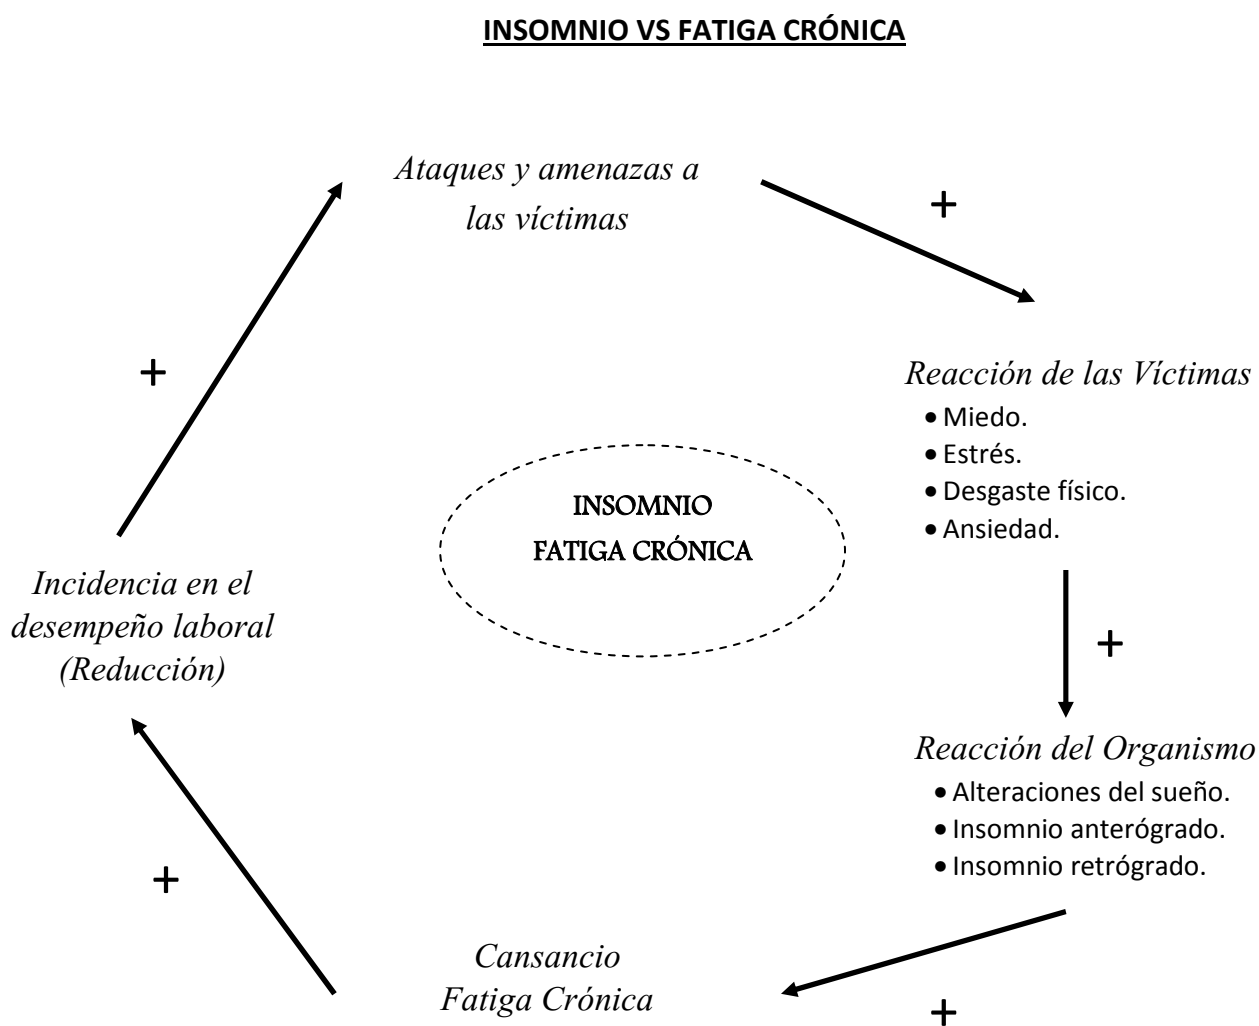 INSOMNIO VS FATIGA CRÓNICA
Ataques y amenazas a
las víctimas
+
Reacción de las Víctimas
• Miedo.
• Estrés.
• Desgaste físico.
• Ansiedad.
+
Reacción del Organismo
• Alteraciones del sueño.
• Insomnio anterógrado.
• Insomnio retrógrado.
+
Cansancio
Fatiga Crónica
+
Incidencia en el
desempeño laboral
(Reducción)
+
INSOMNIO
FATIGA CRÓNICA